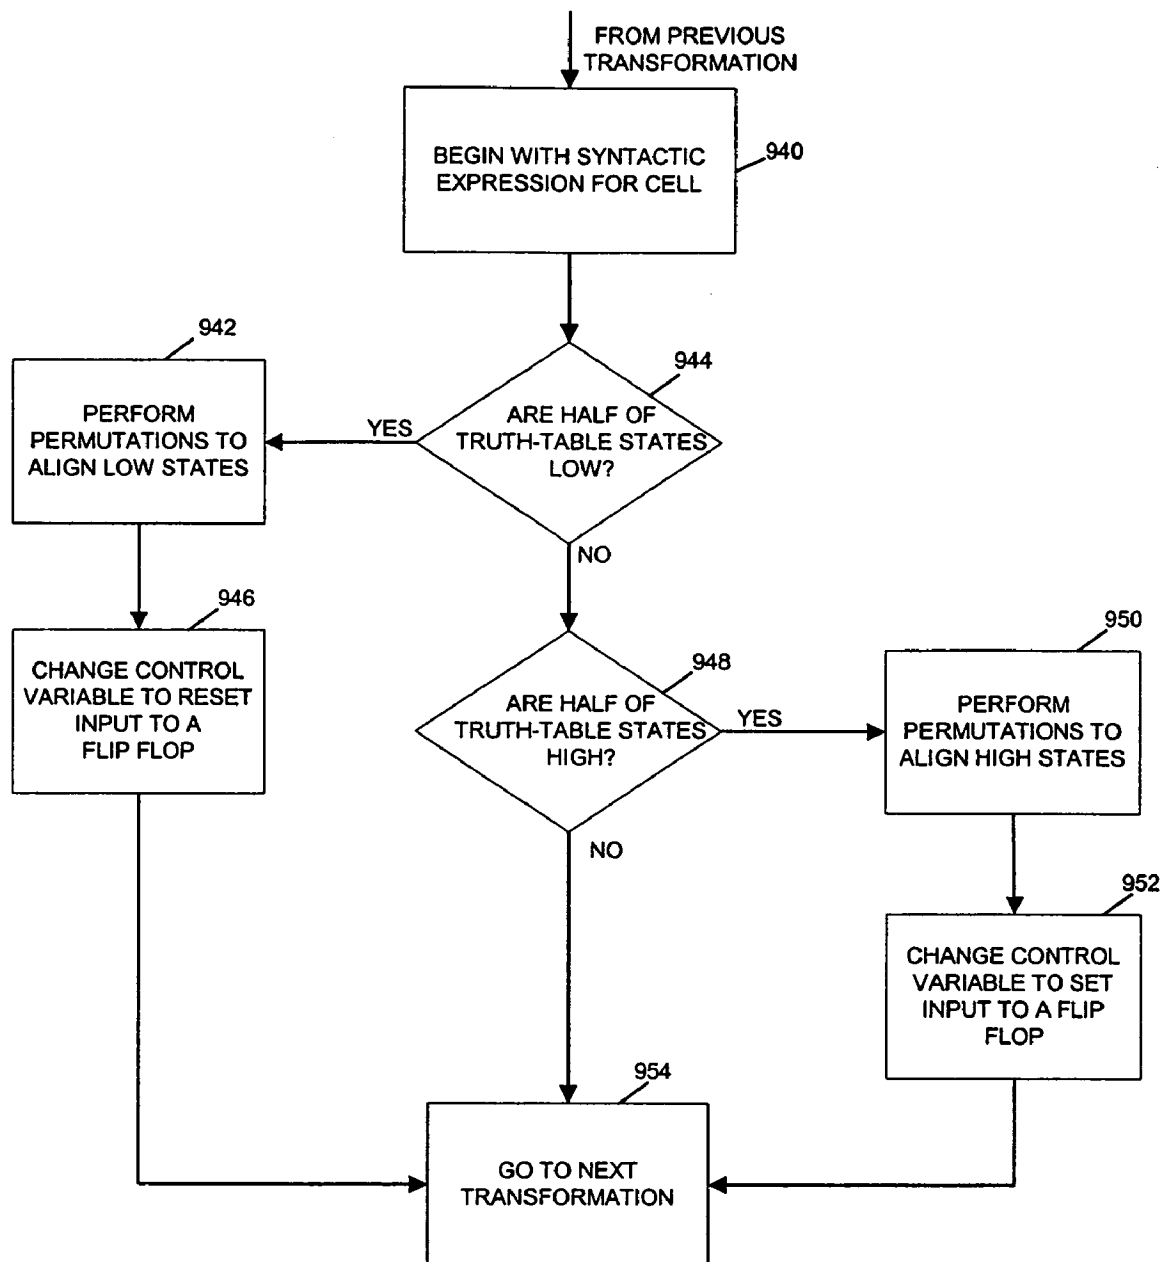 FROM PREVIOUS
TRANSFORMATION
BEGIN WITH SYNTACTIC
EXPRESSION FOR CELL
940
942
944
PERFORM
PERMUTATIONS TO
ALIGN LOW STATES
YES
ARE HALF OF
TRUTH-TABLE STATES
LOW?
NO
946
CHANGE CONTROL
VARIABLE TO RESET
INPUT TO A
FLIP FLOP
948
ARE HALF OF
TRUTH-TABLE STATES
HIGH?
YES
NO
950
PERFORM
PERMUTATIONS TO
ALIGN HIGH STATES
952
CHANGE CONTROL
VARIABLE TO SET
INPUT TO A FLIP
FLOP
954
GO TO NEXT
TRANSFORMATION